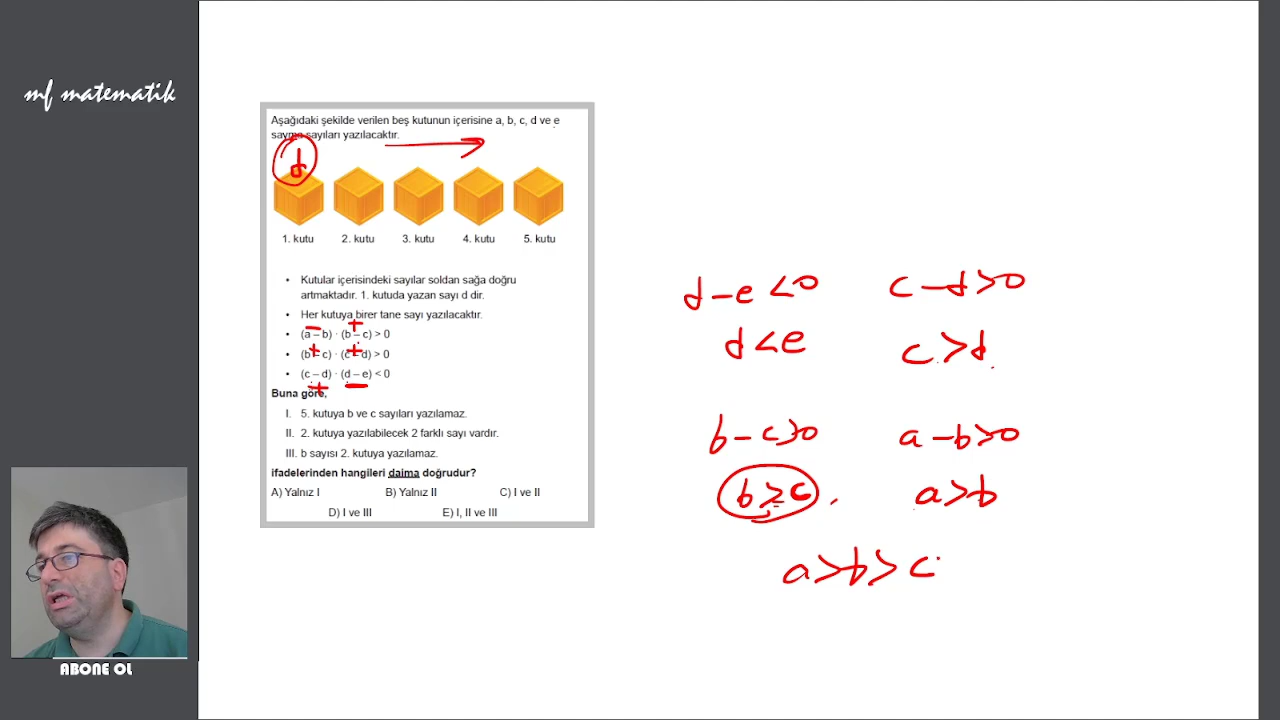 mf matematik
Aşağıdaki şekilde verilen beş kutunun içerisine a, b, c, d ve e
sayma sayıları yazılacaktır.
d
1. kutu 2. kutu 3. kutu 4. kutu 5. kutu
• Kutular içerisindeki sayılar soldan sağa doğru
artmaktadır. 1. kutuda yazan sayı d dir.
• Her kutuya birer tane sayı yazılacaktır.
− +
• (a – b) · (b – c) > 0
+ +
• (b – c) · (c – d) > 0
• (c – d) · (d – e) < 0
+ −
Buna göre,
I. 5. kutuya b ve c sayıları yazılamaz.
II. 2. kutuya yazılabilecek 2 farklı sayı vardır.
III. b sayısı 2. kutuya yazılamaz.
ifadelerinden hangileri daima doğrudur?
A) Yalnız I B) Yalnız II C) I ve II
D) I ve III E) I, II ve III
d – e < 0 c – d > 0
d < e c > d
b – c > 0 a – b > 0
b > c a > b
a > b > c
ABONE OL